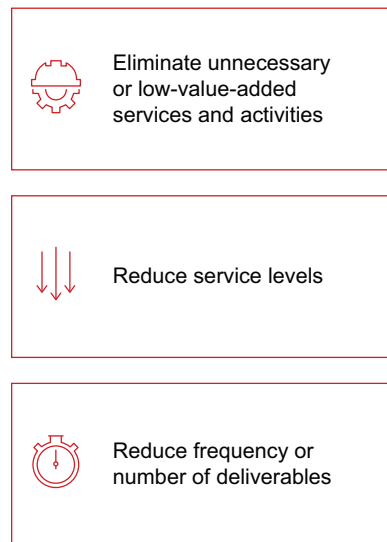 Eliminate unnecessary
or low-value-added
services and activities
Reduce service levels
Reduce frequency or
number of deliverables